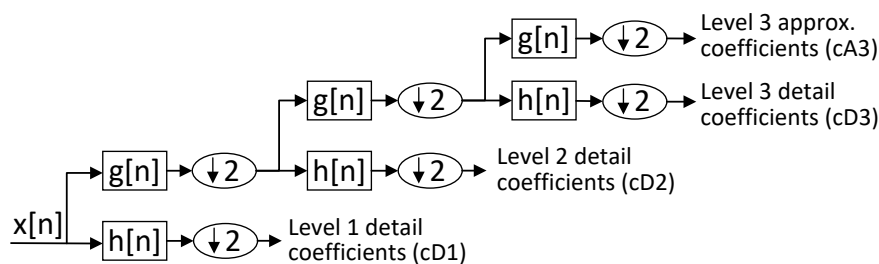 g[n]
↓2
Level 3 approx.
coefficients (cA3)
g[n]
↓2
h[n]
↓2
Level 3 detail
coefficients (cD3)
g[n]
↓2
h[n]
↓2
Level 2 detail
coefficients (cD2)
x[n]
h[n]
↓2
Level 1 detail
coefficients (cD1)